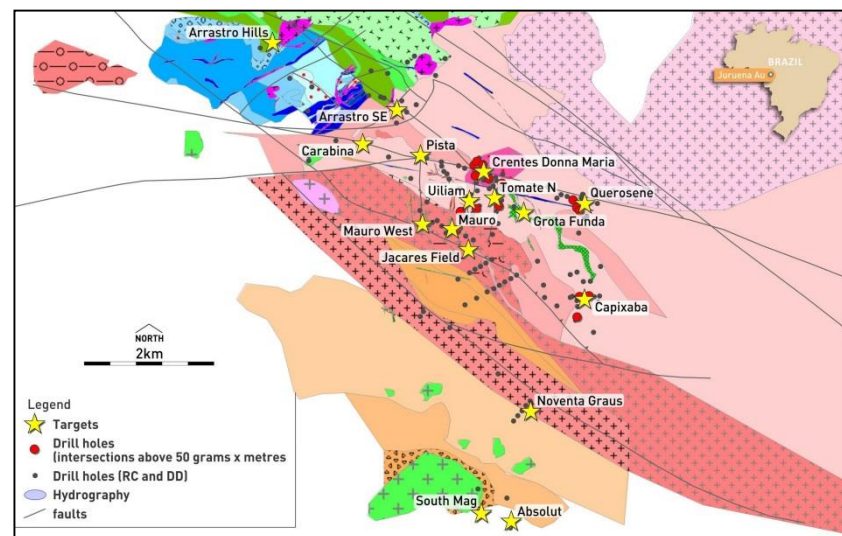 Arrastro Hills
BRAZIL
Juruena Au
Arrastro SE
Carabina
Pista
Crentes Donna Maria
Uiliam
Tomate N
Querosene
Mauro West
Mauro
Grota Funda
Jacares Field
Capixaba
NORTH
2km
Noventa Graus
Legend
Targets
Drill holes
(intersections above 50 grams x metres
Drill holes (RC and DD)
Hydrography
faults
South Mag
Absolut